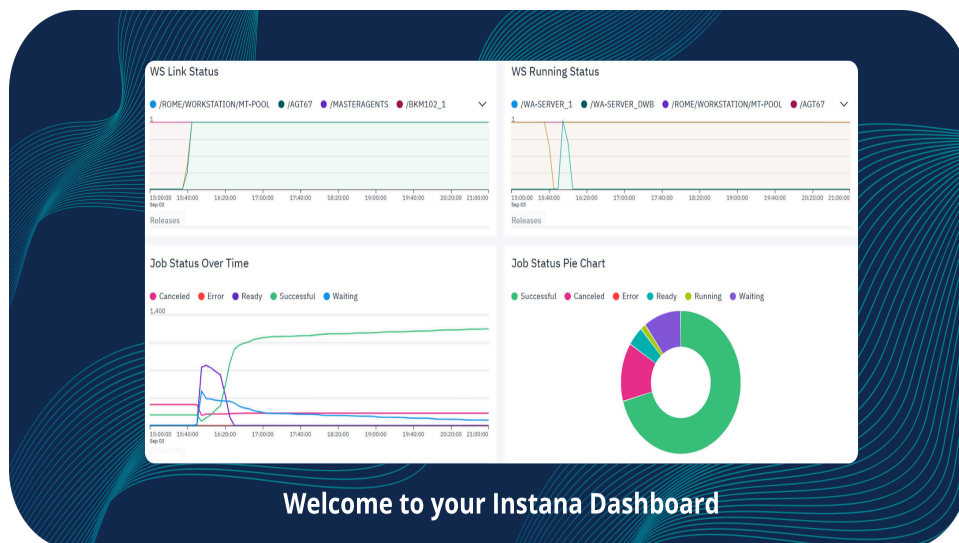 WS Link Status
/ROME/WORKSTATION/MT-POOL /AGT67 /MASTERAGENTS /BKM102_1
1
15:00:00 15:40:00 16:20:00 17:00:00 17:40:00 18:20:00 19:00:00 19:40:00 20:20:00 21:00:00
Sep 03
Releases
WS Running Status
/WA-SERVER_1 /WA-SERVER_DWB /ROME/WORKSTATION/MT-POOL /AGT67
1
15:00:00 15:40:00 16:20:00 17:00:00 17:40:00 18:20:00 19:00:00 19:40:00 20:20:00 21:00:00
Sep 03
Releases
Job Status Over Time
Canceled Error Ready Successful Waiting
1,400
15:00:00 15:40:00 16:20:00 17:00:00 17:40:00 18:20:00 19:00:00 19:40:00 20:20:00 21:00:00
Sep 03
Job Status Pie Chart
Successful Canceled Error Ready Running Waiting
Welcome to your Instana Dashboard